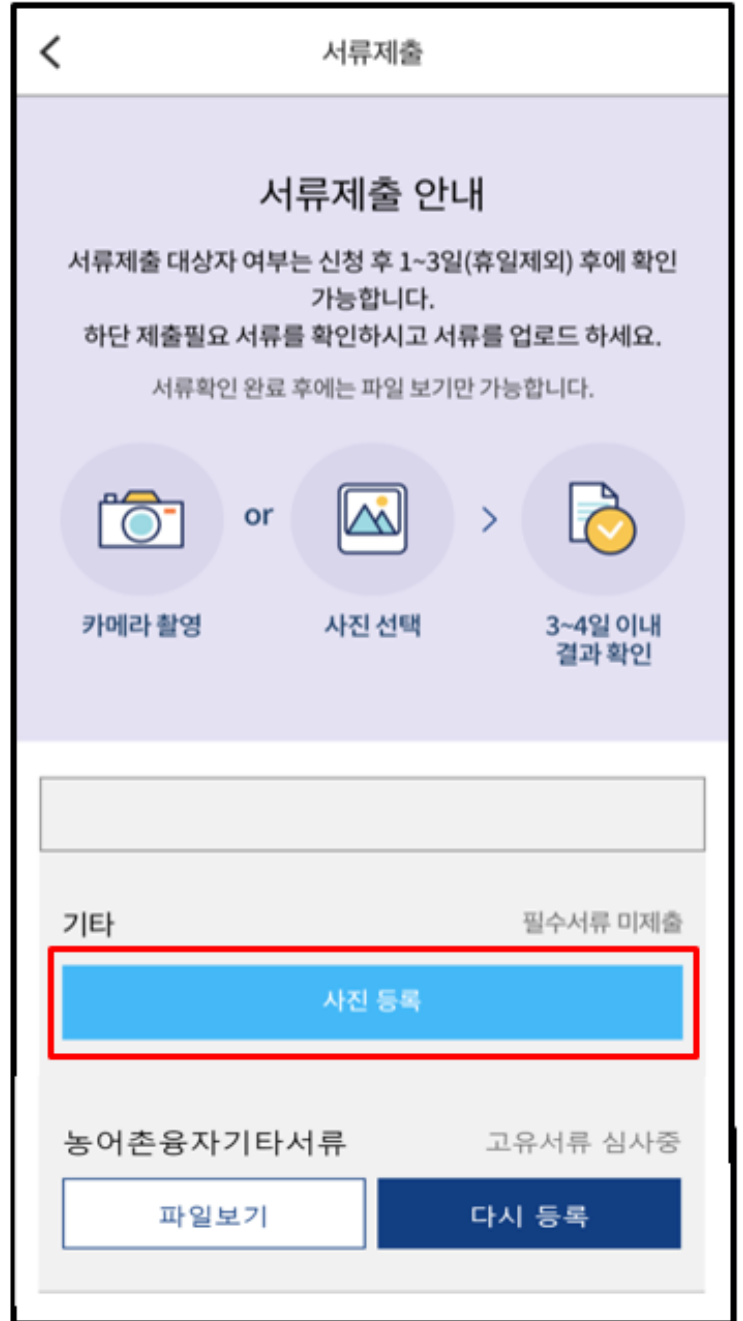 서류제출
서류제출 안내
서류제출 대상자 여부는 신청 후 1~3일(휴일제외) 후에 확인
가능합니다.
하단 제출필요 서류를 확인하시고 서류를 업로드 하세요.
서류확인 완료 후에는 파일 보기만 가능합니다.
or
카메라 촬영
사진 선택
3~4일 이내
결과 확인
기타
필수서류 미제출
사진 등록
농어촌융자기타서류
고유서류 심사중
파일보기
다시 등록